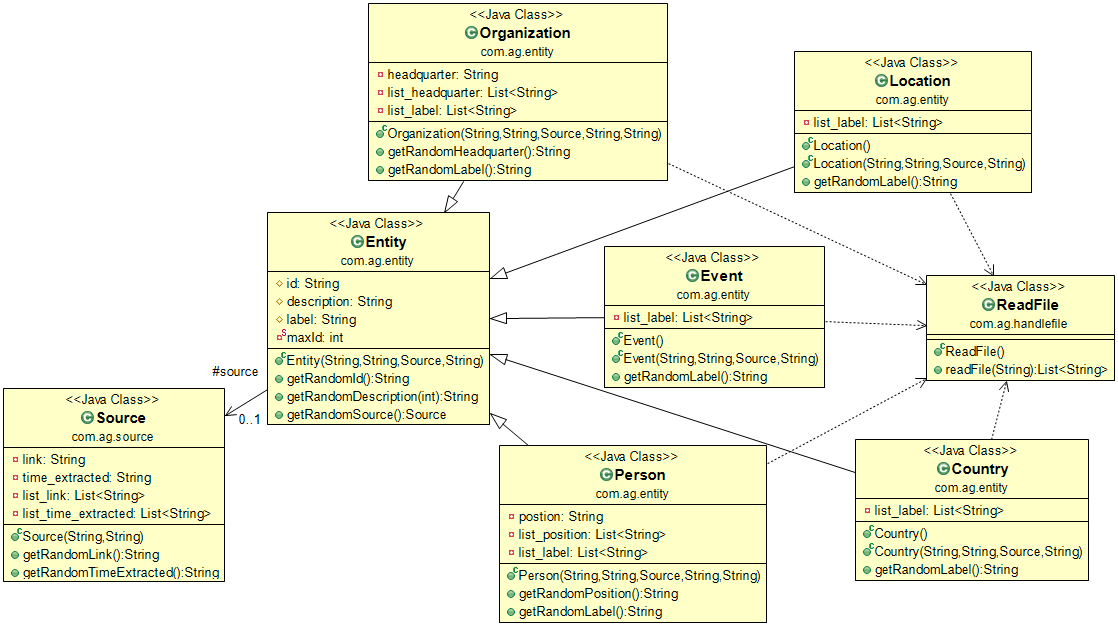 <<Java Class>>
Organization
com.ag.entity
headquarter: String
list_headquarter: List<String>
list_label: List<String>
Organization(String,String,Source,String,String)
getRandomHeadquarter():String
getRandomLabel():String
<<Java Class>>
Location
com.ag.entity
list_label: List<String>
Location()
Location(String,String,Source,String)
getRandomLabel():String
<<Java Class>>
Entity
com.ag.entity
id: String
description: String
label: String
maxId: int
Entity(String,String,Source,String)
getRandomId():String
getRandomDescription(int):String
getRandomSource():Source
<<Java Class>>
Event
com.ag.entity
list_label: List<String>
Event()
Event(String,String,Source,String)
getRandomLabel():String
<<Java Class>>
ReadFile
com.ag.handlefile
ReadFile()
readFile(String):List<String>
#source
0..1
<<Java Class>>
Source
com.ag.source
link: String
time_extracted: String
list_link: List<String>
list_time_extracted: List<String>
Source(String,String)
getRandomLink():String
getRandomTimeExtracted():String
<<Java Class>>
Person
com.ag.entity
postion: String
list_position: List<String>
list_label: List<String>
Person(String,String,Source,String,String)
getRandomPosition():String
getRandomLabel():String
<<Java Class>>
Country
com.ag.entity
list_label: List<String>
Country()
Country(String,String,Source,String)
getRandomLabel():String